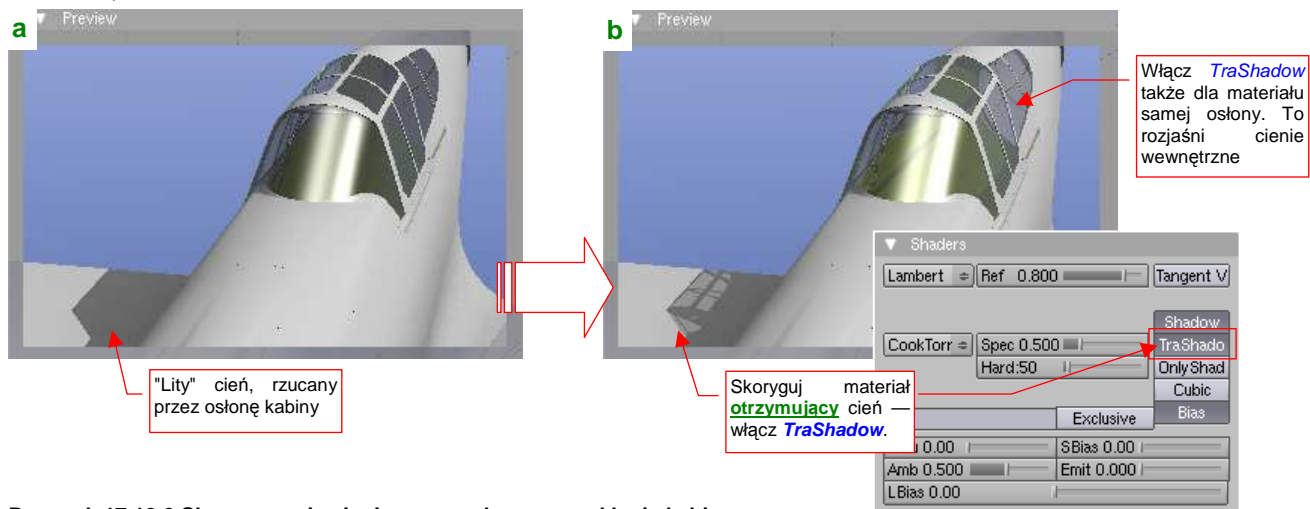 Preview
a
"Lity" cień, rzucany
przez osłonę kabiny
Preview
b
Włącz TraShadow
także dla materiału
samej osłony. To
rozjaśni cienie
wewnętrzne
Skoryguj materiał
otrzymujący cień —
włącz TraShadow.
Shaders
Lambert Ref 0.800 Tangent V
Shadow
CookTorr Spec 0.500 TraShado
Hard:50 OnlyShad
Cubic
Exclusive Bias
0.00 SBias 0.00
Amb 0.500 Emit 0.000
LBias 0.00